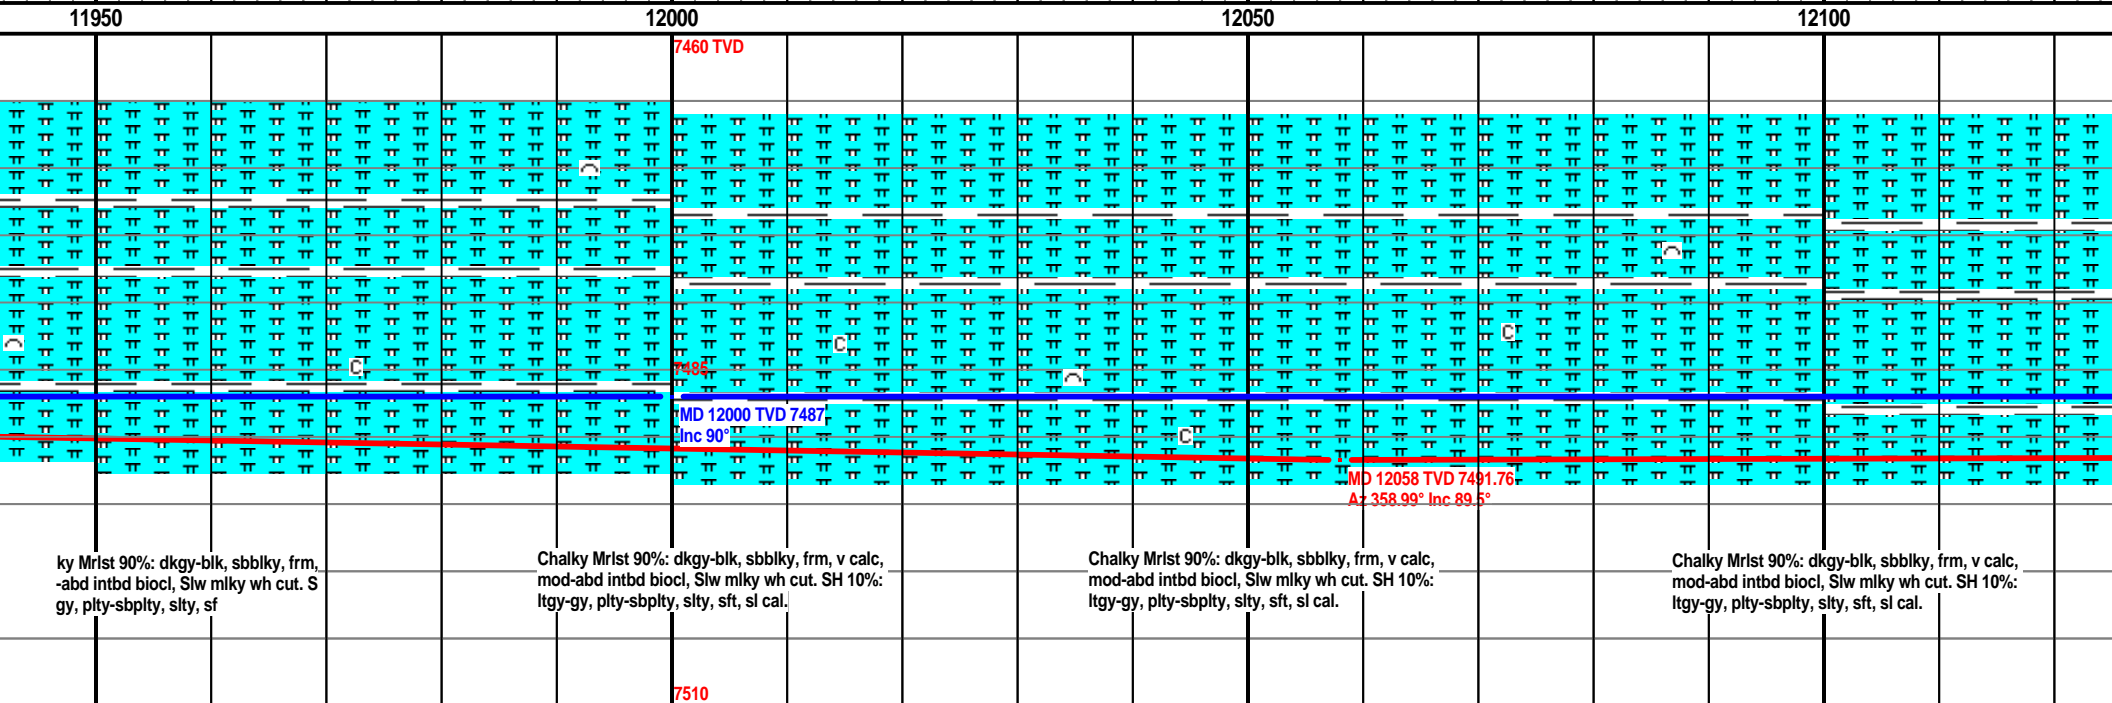 11950
12000
12050
12100
7460 TVD
C
C
C
C
7485
MD 12000 TVD 7487
Inc 90°
MD 12058 TVD 7491.76
Az 358.99° Inc 89.5°
ky Mrlst 90%: dkgy-blk, sbblky, frm,
-abd intbd biocl, Slw mlky wh cut. S
gy, plty-sbplty, slty, sf
Chalky Mrlst 90%: dkgy-blk, sbblky, frm, v calc,
mod-abd intbd biocl, Slw mlky wh cut. SH 10%:
ltgy-gy, plty-sbplty, slty, sft, sl cal.
Chalky Mrlst 90%: dkgy-blk, sbblky, frm, v calc,
mod-abd intbd biocl, Slw mlky wh cut. SH 10%:
ltgy-gy, plty-sbplty, slty, sft, sl cal.
Chalky Mrlst 90%: dkgy-blk, sbblky, frm, v calc,
mod-abd intbd biocl, Slw mlky wh cut. SH 10%:
ltgy-gy, plty-sbplty, slty, sft, sl cal.
7510